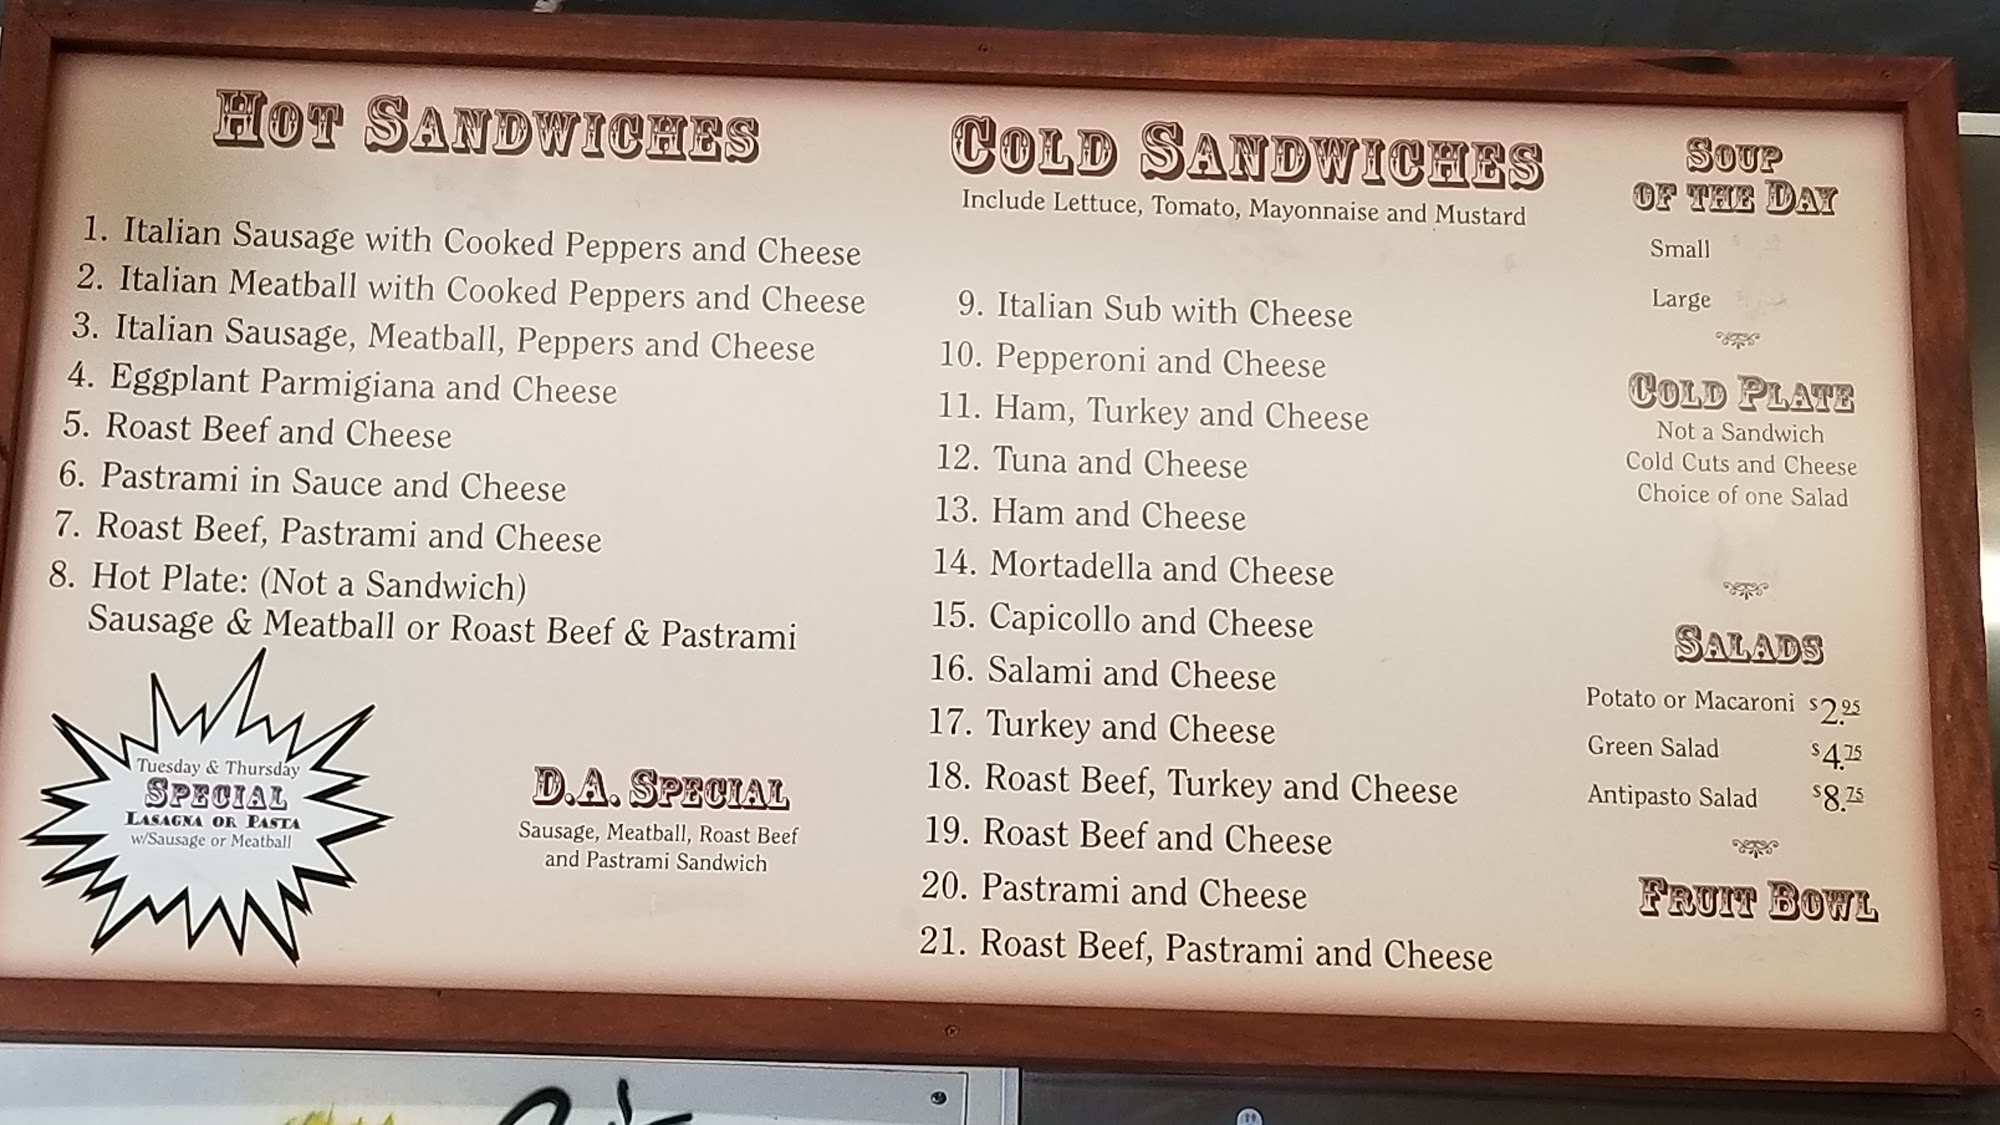 Hot Sandwiches
1. Italian Sausage with Cooked Peppers and Cheese
2. Italian Meatball with Cooked Peppers and Cheese
3. Italian Sausage, Meatball, Peppers and Cheese
4. Eggplant Parmigiana and Cheese
5. Roast Beef and Cheese
6. Pastrami in Sauce and Cheese
7. Roast Beef, Pastrami and Cheese
8. Hot Plate: (Not a Sandwich)
Sausage & Meatball or Roast Beef & Pastrami
Tuesday & Thursday
Special
Lasagna or Pasta
w/Sausage or Meatball
D.A. Special
Sausage, Meatball, Roast Beef
and Pastrami Sandwich
Cold Sandwiches
Include Lettuce, Tomato, Mayonnaise and Mustard
9. Italian Sub with Cheese
10. Pepperoni and Cheese
11. Ham, Turkey and Cheese
12. Tuna and Cheese
13. Ham and Cheese
14. Mortadella and Cheese
15. Capicollo and Cheese
16. Salami and Cheese
17. Turkey and Cheese
18. Roast Beef, Turkey and Cheese
19. Roast Beef and Cheese
20. Pastrami and Cheese
21. Roast Beef, Pastrami and Cheese
Soup
of the Day
Small
Large
Cold Plate
Not a Sandwich
Cold Cuts and Cheese
Choice of one Salad
Salads
Potato or Macaroni $2.95
Green Salad $4.75
Antipasto Salad $8.75
Fruit Bowl